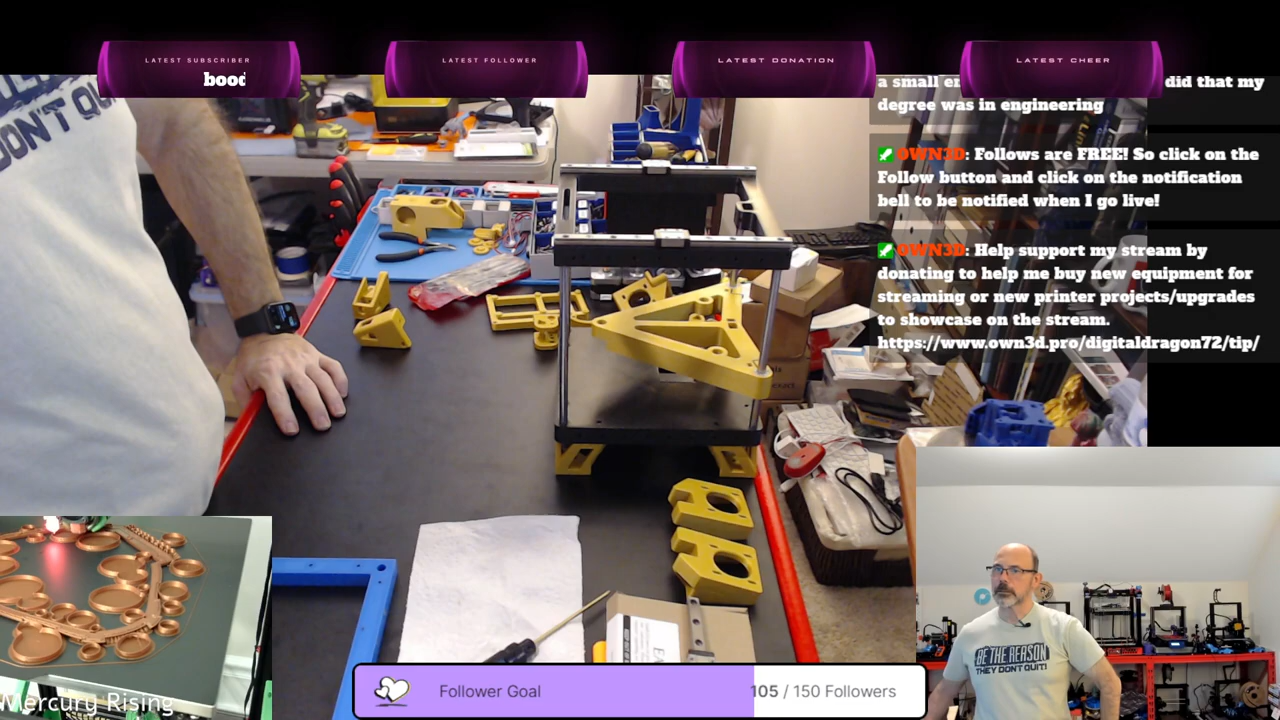 LATEST SUBSCRIBER
LATEST FOLLOWER
LATEST DONATION
LATEST CHEER
booc
a small en
did that my
degree was in engineering
OWN3D: Follows are FREE! So click on the
Follow button and click on the notification
bell to be notified when I go live!
OWN3D: Help support my stream by
donating to help me buy new equipment for
streaming or new printer projects/upgrades
to showcase on the stream.
https://www.own3d.pro/digitaldragon72/tip/
DON'T QUI
BE THE REASON
THEY DON'T QUIT!
Mercury Rising
Follower Goal
105 / 150 Followers